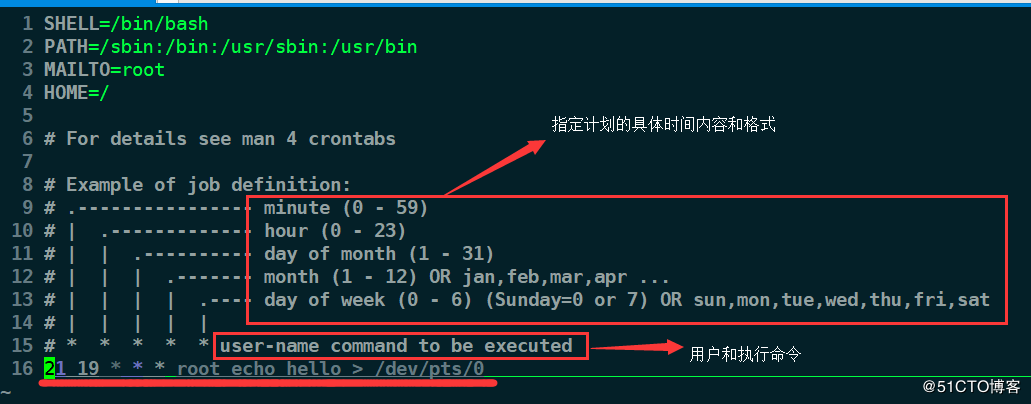 1 SHELL=/bin/bash
2 PATH=/sbin:/bin:/usr/sbin:/usr/bin
3 MAILTO=root
4 HOME=/
5
指定计划的具体时间内容和格式
6 # For details see man 4 crontabs
7
8 # Example of job definition:
9 # .---------------- minute (0 - 59)
10 # | .------------- hour (0 - 23)
11 # | | .---------- day of month (1 - 31)
12 # | | | .------- month (1 - 12) OR jan,feb,mar,apr ...
13 # | | | | .---- day of week (0 - 6) (Sunday=0 or 7) OR sun,mon,tue,wed,thu,fri,sat
14 # | | | | |
15 # * * * * * user-name command to be executed
用户和执行命令
16 21 19 * * * root echo hello > /dev/pts/0
~
@51CTO博客